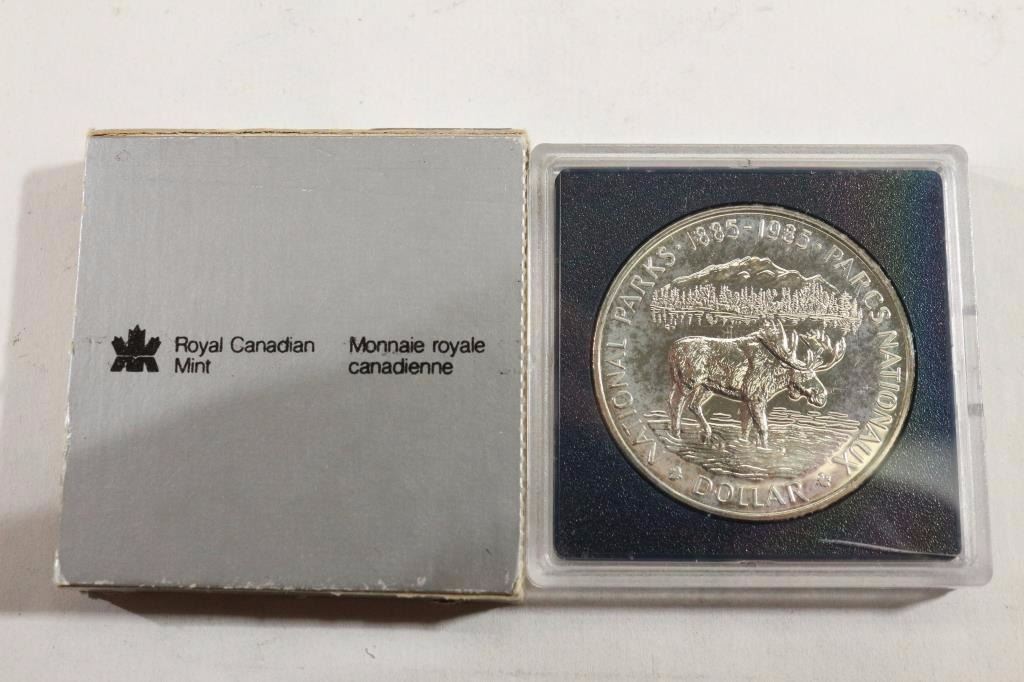 Royal Canadian
Mint
Monnaie royale
canadienne
NATIONAL PARKS · 1885-1985 · PARCS NATIONAUX
DOLLAR